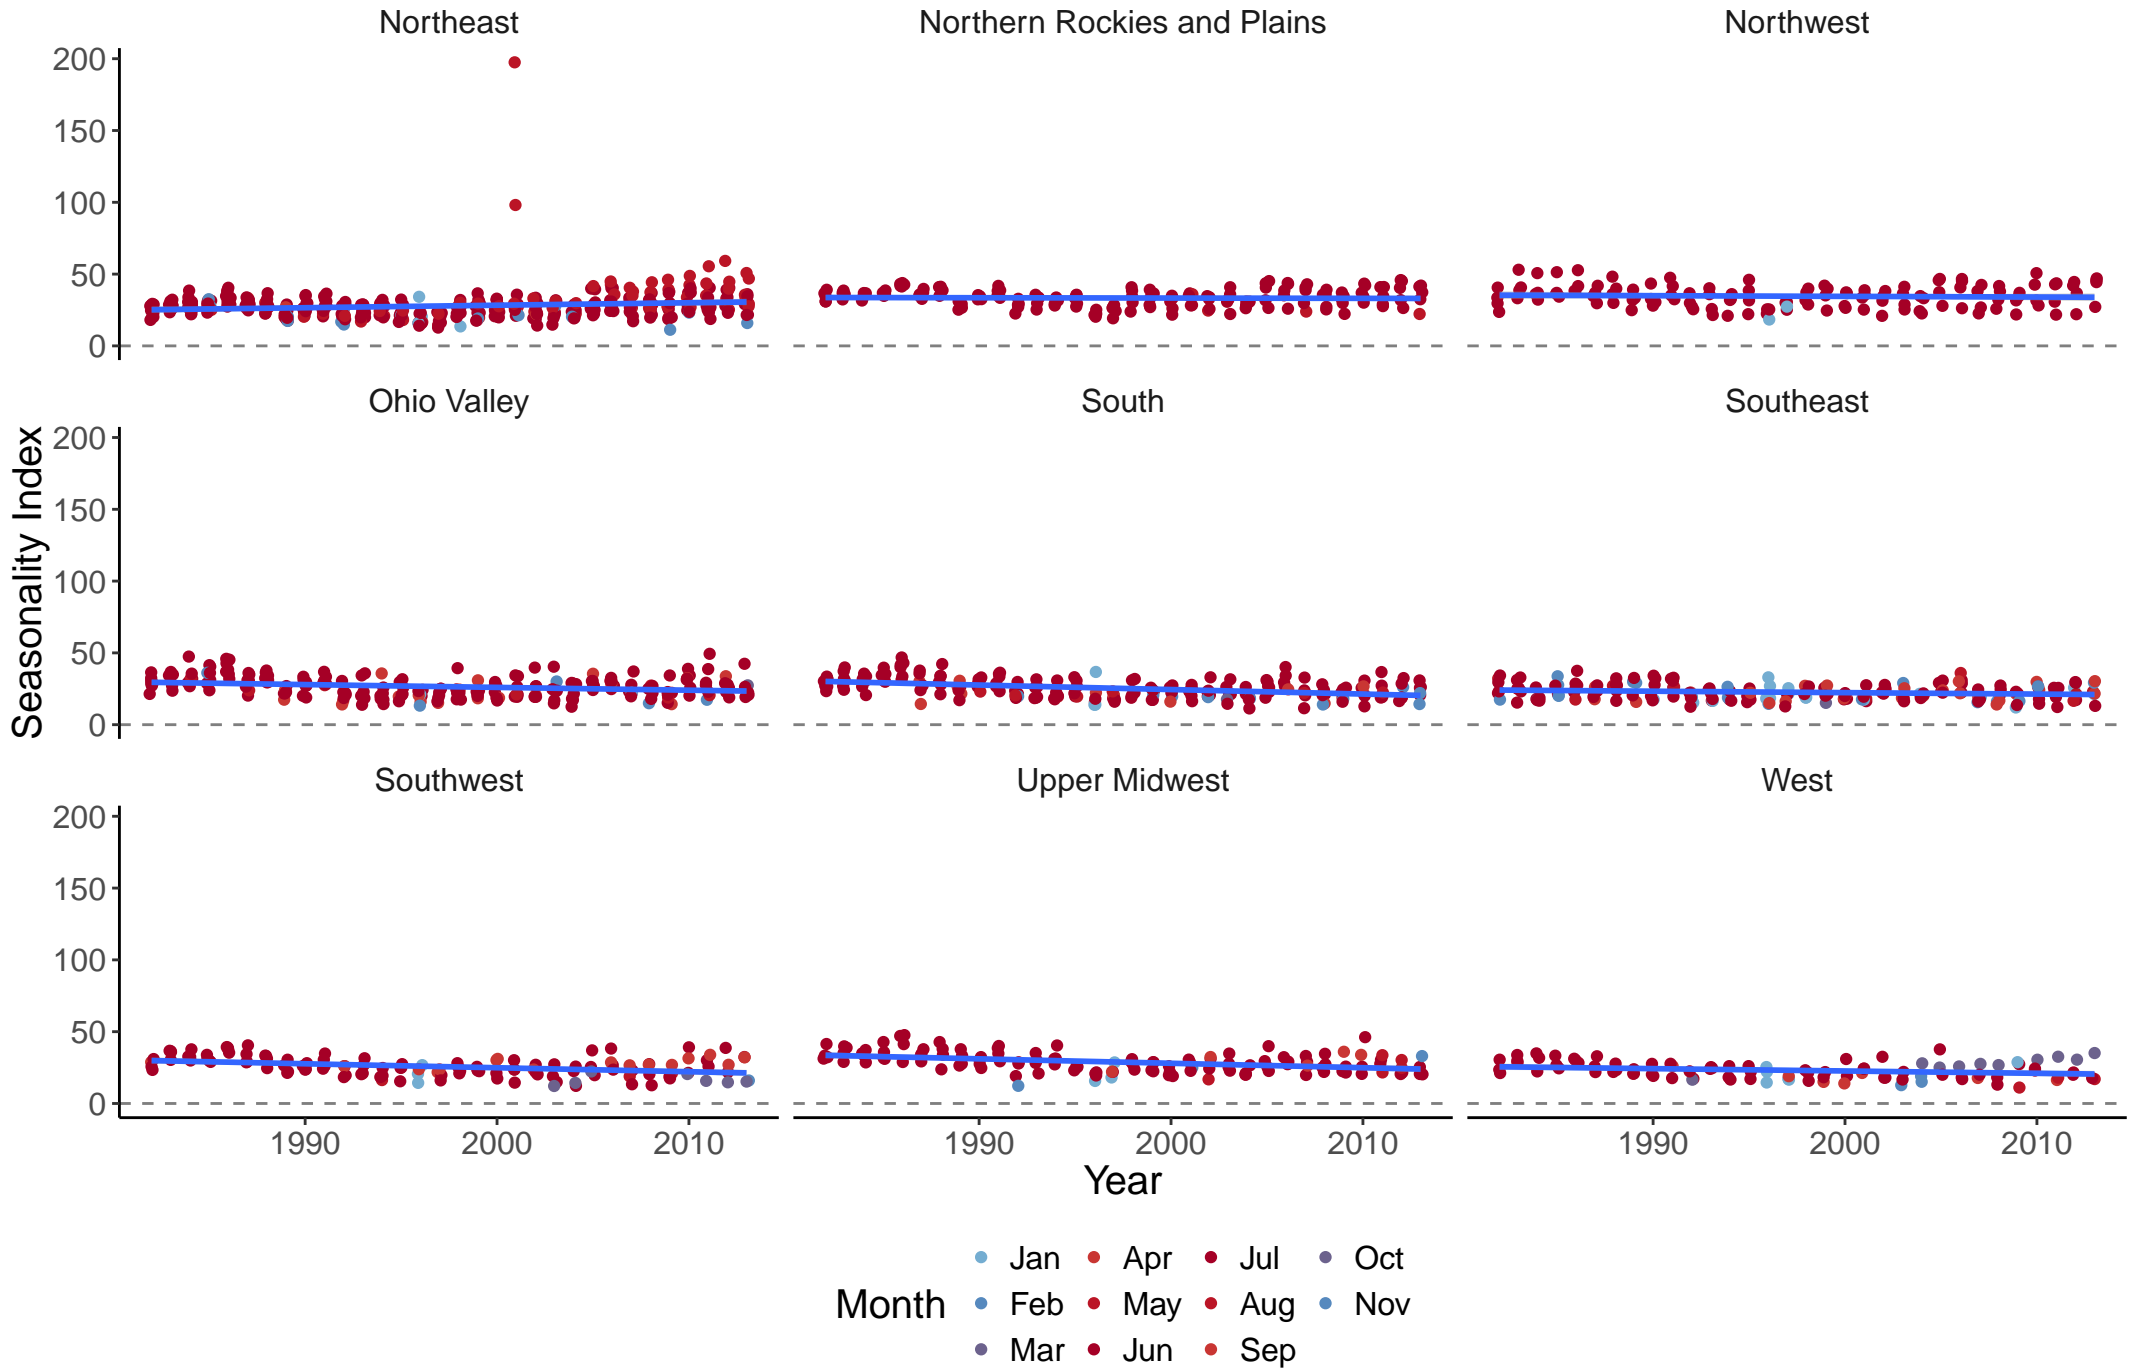 Northeast Northern Rockies and Plains Northwest
200
150
100
50
0
Ohio Valley South Southeast
200
150
100
50
0
Seasonality Index
Southwest Upper Midwest West
200
150
100
50
0
1990 2000 2010 1990 2000 2010 1990 2000 2010
Year
Month
Jan Apr Jul Oct
Feb May Aug Nov
Mar Jun Sep